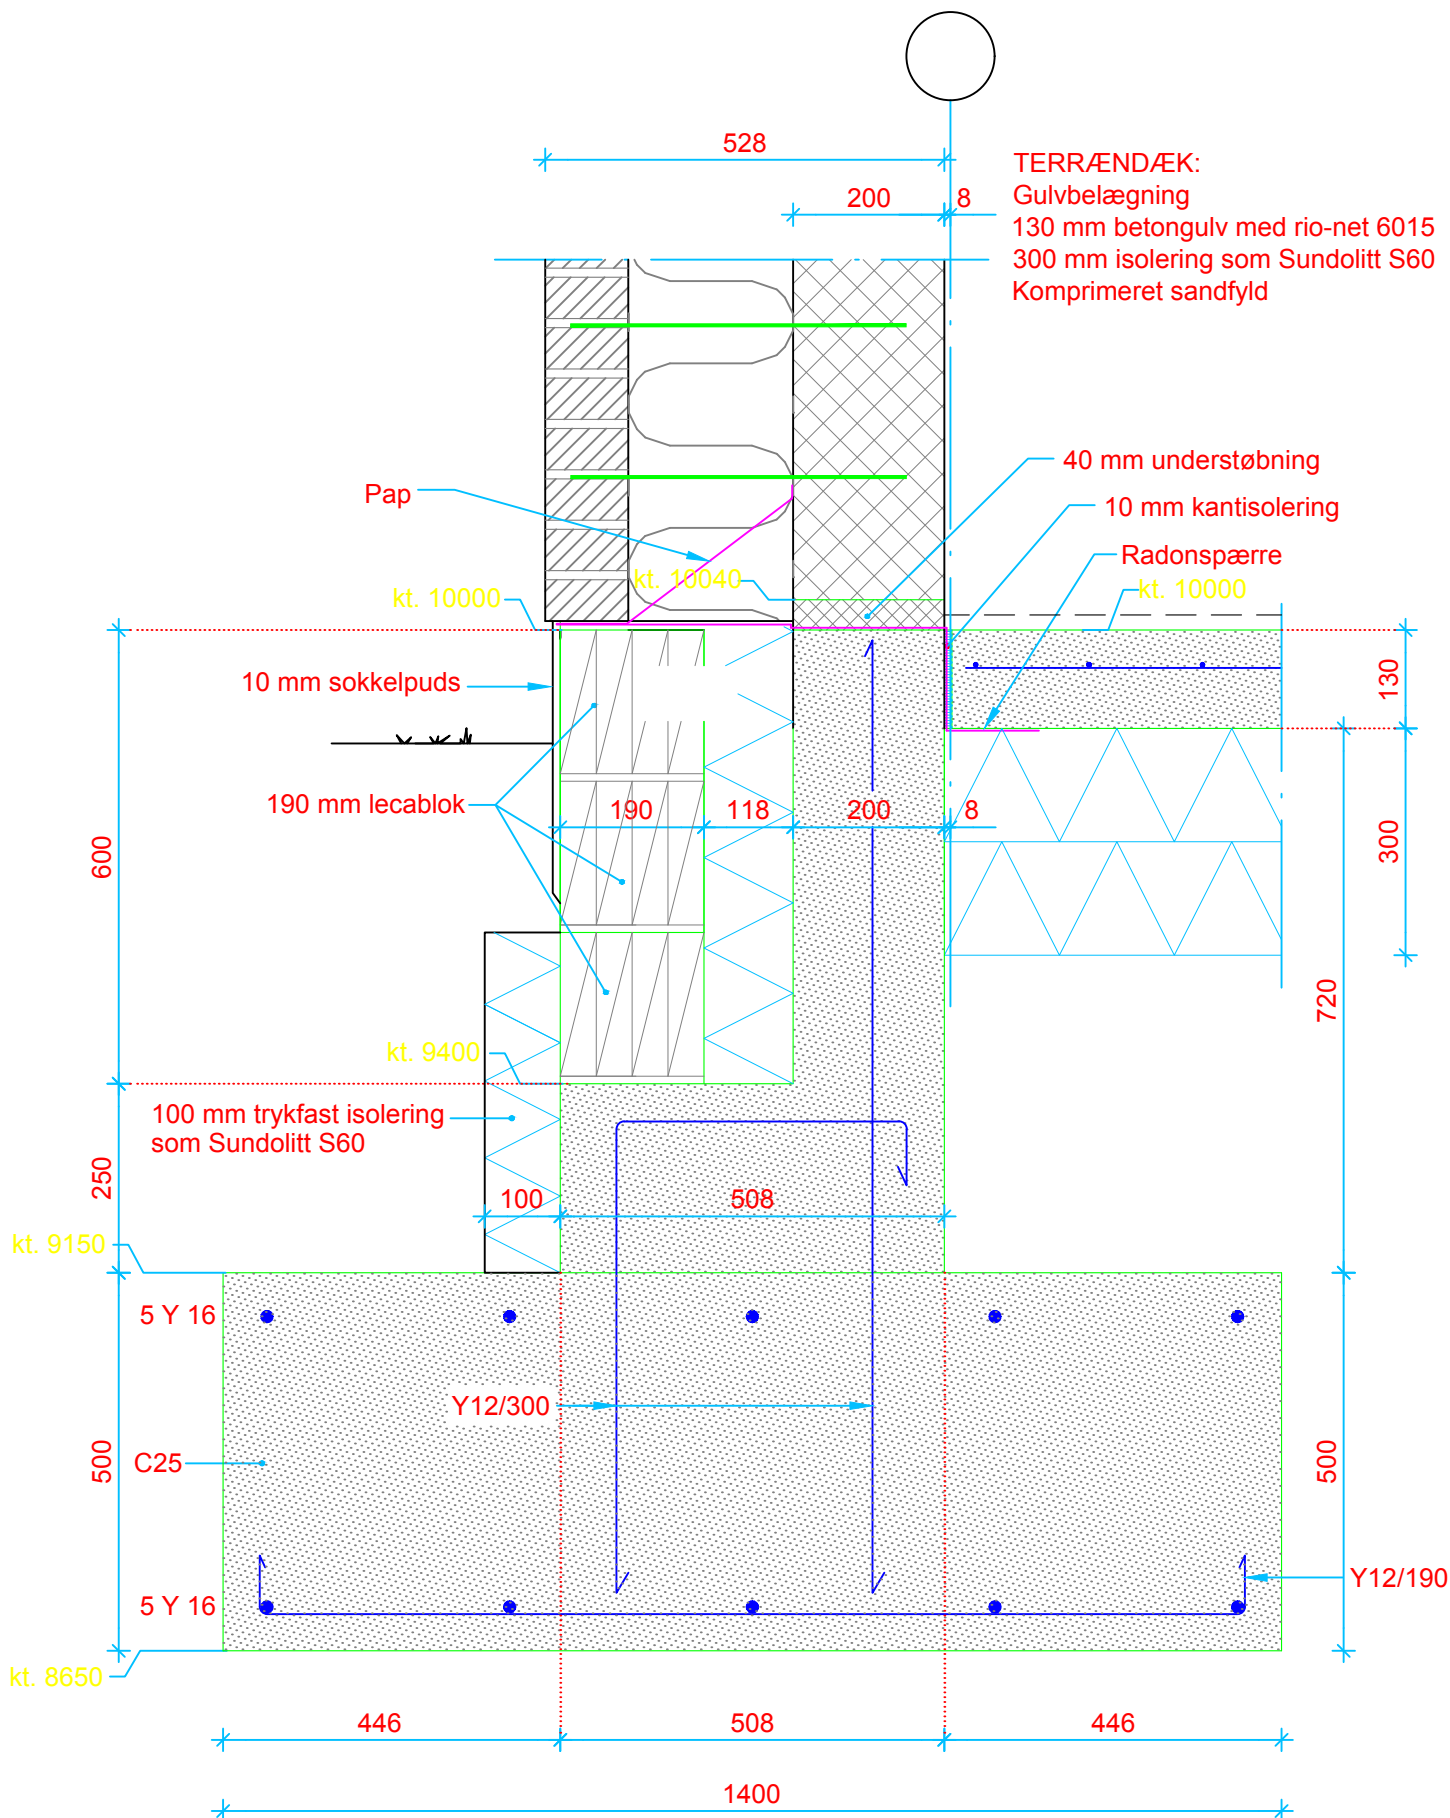 528
TERRÆNDÆK:
Gulvbelægning
130 mm betongulv med rio-net 6015
300 mm isolering som Sundolitt S60
Komprimeret sandfyld
200
8
40 mm understøbning
Pap
10 mm kantisolering
Radonspærre
kt. 10040
kt. 10000
kt. 10000
10 mm sokkelpuds
130
190 mm lecablok
190
118
200
8
600
300
720
kt. 9400
100 mm trykfast isolering
som Sundolitt S60
250
100
508
kt. 9150
5 Y 16
Y12/300
500
C25
500
Y12/190
5 Y 16
kt. 8650
446
508
446
1400